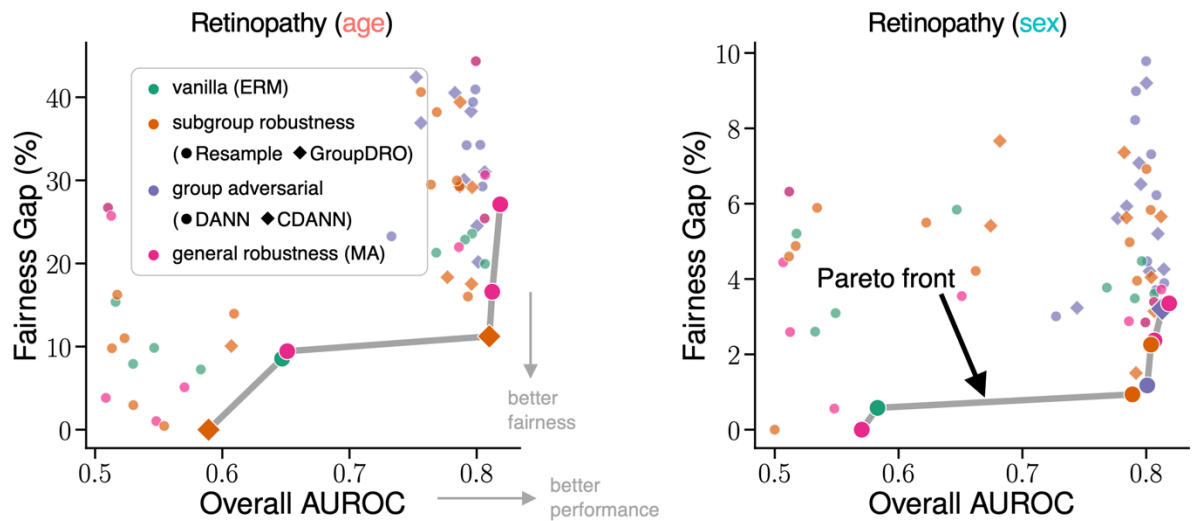 Retinopathy (age)
Fairness Gap (%)
40
30
20
10
0
vanilla (ERM)
subgroup robustness
(● Resample ◆ GroupDRO)
group adversarial
(● DANN ◆ CDANN)
general robustness (MA)
better
fairness
0.5 0.6 0.7 0.8
Overall AUROC
better
performance
Retinopathy (sex)
Fairness Gap (%)
10
8
6
4
2
0
Pareto front
0.5 0.6 0.7 0.8
Overall AUROC